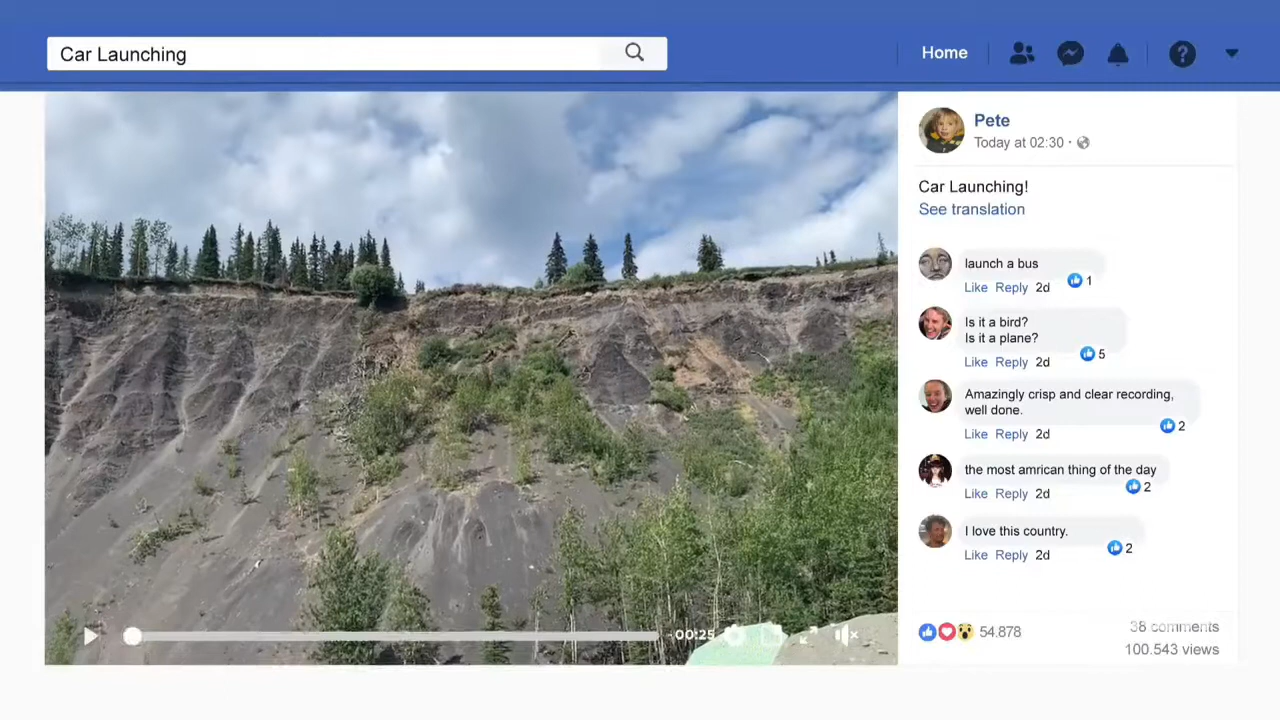 Car Launching
Home
Pete
Today at 02:30 ·
Car Launching!
See translation
launch a bus
Like Reply 2d
1
Is it a bird?
Is it a plane?
Like Reply 2d
5
Amazingly crisp and clear recording,
well done.
Like Reply 2d
2
the most amrican thing of the day
Like Reply 2d
2
I love this country.
Like Reply 2d
2
-00:25
54.878
38 comments
100.543 views